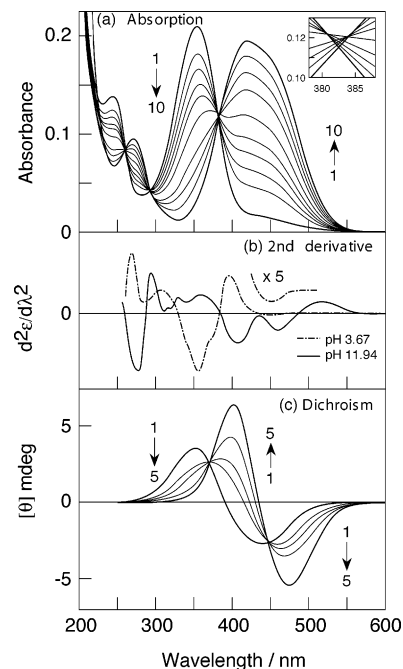 (a) Absorption
0.2
0.1
0
Absorbance
1
10
10
1
0.12
0.10
380
385
(b) 2nd derivative
x 5
0
d²ε/dλ2
pH 3.67
pH 11.94
(c) Dichroism
5
0
-5
[θ] mdeg
1
5
5
1
1
5
200
300
400
500
600
Wavelength / nm